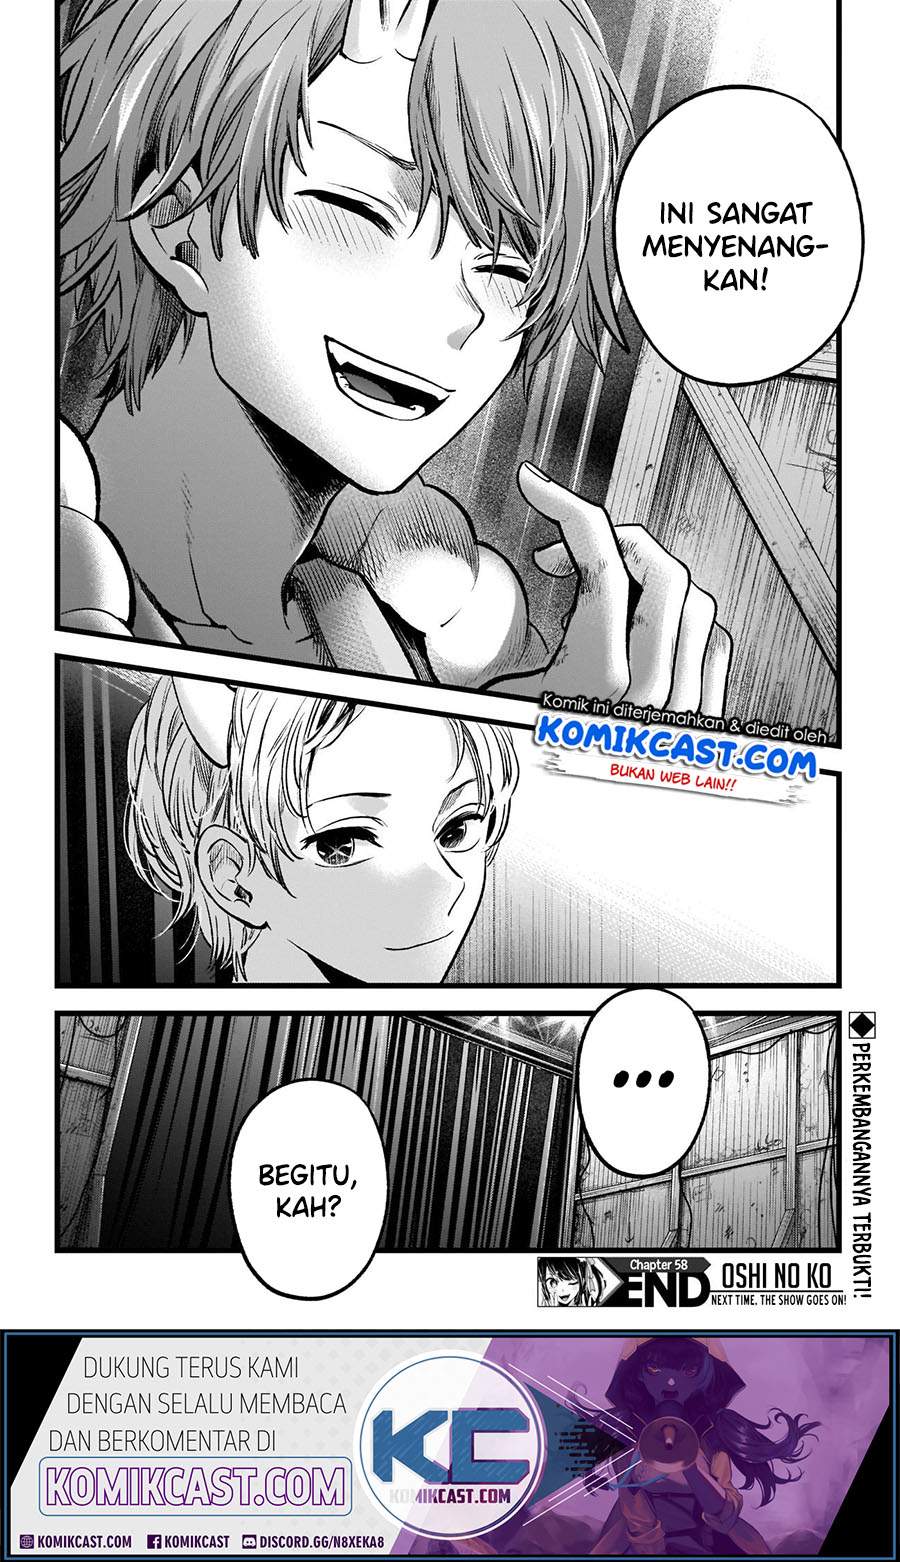 INI SANGAT
MENYENANG-
KAN!
Komik ini diterjemahkan & diedit oleh
KOMIKCAST.COM
BUKAN WEB LAIN!!
...
BEGITU,
KAH?
PERKEMBANGANNYA TERBUKTI!
Chapter 58
END
OSHI NO KO
NEXT TIME. THE SHOW GOES ON!
DUKUNG TERUS KAMI
DENGAN SELALU MEMBACA
DAN BERKOMENTAR DI
KOMIKCAST.COM
KC
KOMIKCAST.COM
KOMIKCAST.COM
FB.COM/KOMIKCAST
DISCORD.GG/N8XEKA8